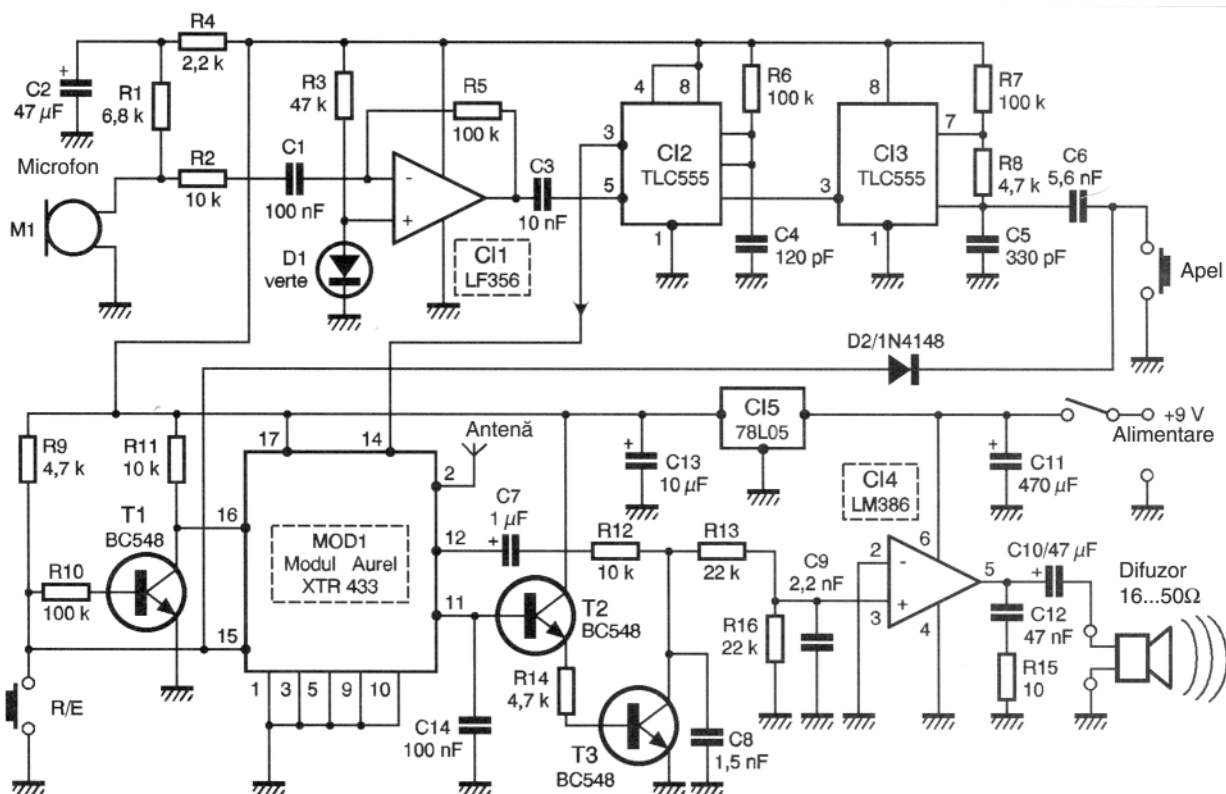 R4
2,2 k
+
C2
47 µF
R1
6,8 k
R3
47 k
R5
100 k
Microfon
M1
R2
10 k
C1
100 nF
-
+
C3
10 nF
D1
verte
CI1
LF356
4
8
3
5
1
CI2
TLC555
R6
100 k
C4
120 pF
3
8
7
1
CI3
TLC555
R7
100 k
R8
4,7 k
C6
5,6 nF
C5
330 pF
Apel
D2/1N4148
CI5
78L05
+9 V
Alimentare
R9
4,7 k
R11
10 k
T1
BC548
R10
100 k
R/E
17
14
16
15
2
12
11
1
3
5
9
10
MOD1
Modul Aurel
XTR 433
Antenă
C7
1 µF
+
R12
10 k
R13
22 k
+
C13
10 µF
CI4
LM386
+
C11
470 µF
T2
BC548
R14
4,7 k
C14
100 nF
T3
BC548
C8
1,5 nF
R16
22 k
C9
2,2 nF
2
3
-
+
6
5
4
C10/47 µF
+
C12
47 nF
R15
10
Difuzor
16...50Ω